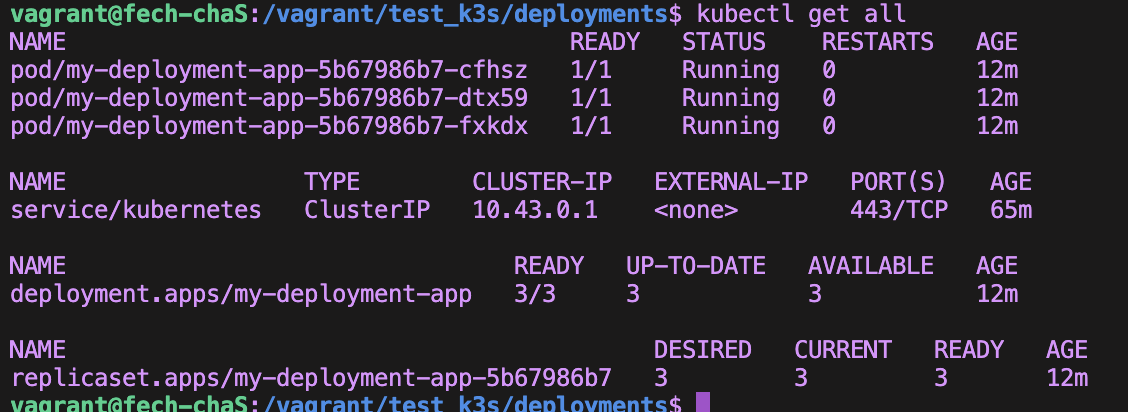 vagrant@fech-chaS:/vagrant/test_k3s/deployments$ kubectl get all
NAME READY STATUS RESTARTS AGE
pod/my-deployment-app-5b67986b7-cfhsz 1/1 Running 0 12m
pod/my-deployment-app-5b67986b7-dtx59 1/1 Running 0 12m
pod/my-deployment-app-5b67986b7-fxkdx 1/1 Running 0 12m
NAME TYPE CLUSTER-IP EXTERNAL-IP PORT(S) AGE
service/kubernetes ClusterIP 10.43.0.1 <none> 443/TCP 65m
NAME READY UP-TO-DATE AVAILABLE AGE
deployment.apps/my-deployment-app 3/3 3 3 12m
NAME DESIRED CURRENT READY AGE
replicaset.apps/my-deployment-app-5b67986b7 3 3 3 12m
vagrant@fech-chaS:/vagrant/test_k3s/deployments$